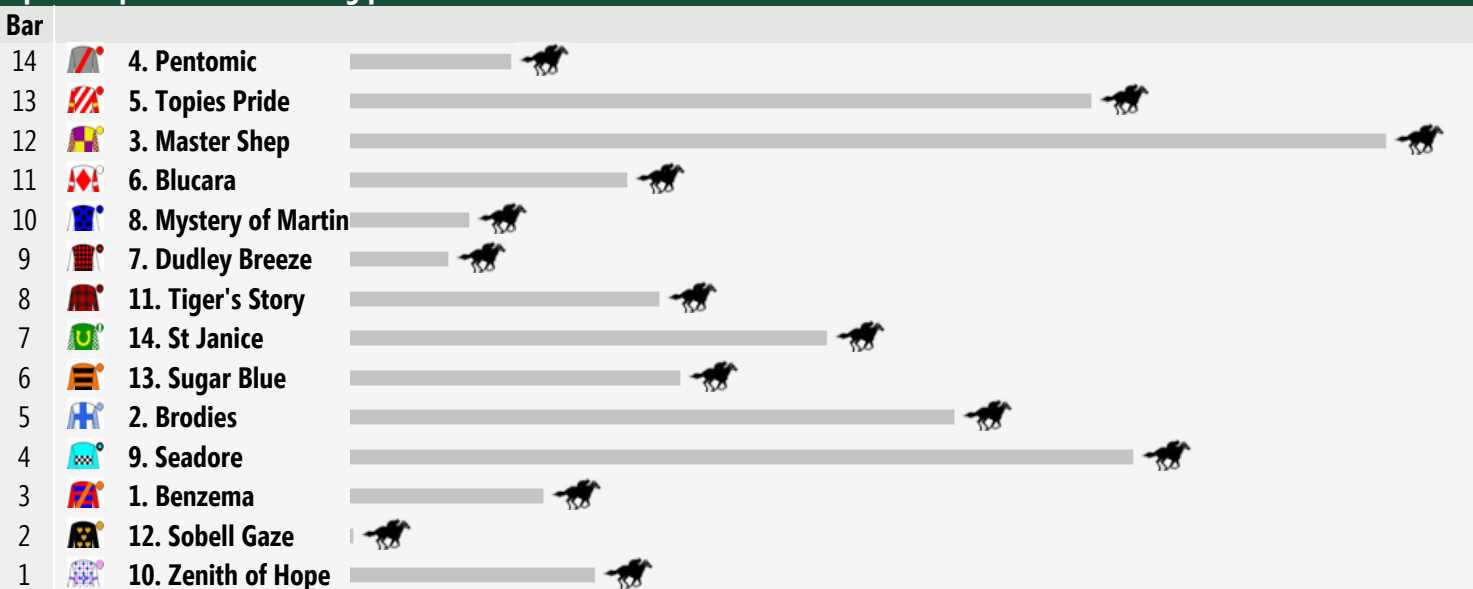 Bar
14 4. Pentomic
13 5. Topies Pride
12 3. Master Shep
11 6. Blucara
10 8. Mystery of Martin
9 7. Dudley Breeze
8 11. Tiger's Story
7 14. St Janice
6 13. Sugar Blue
5 2. Brodies
4 9. Seadore
3 1. Benzema
2 12. Sobell Gaze
1 10. Zenith of Hope